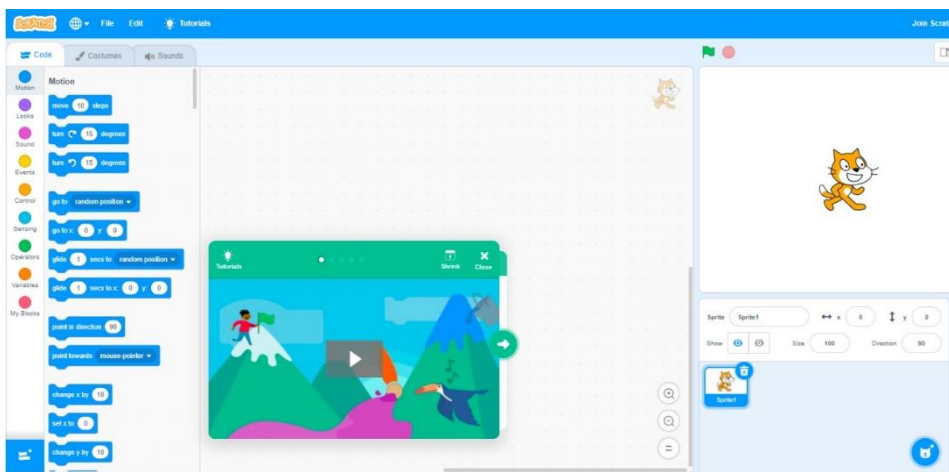 SCRATCH File Edit Tutorials Join Scrat
Code Costumes Sounds
Motion
Looks
Sound
Events
Control
Sensing
Operators
Variables
My Blocks
Motion
move 10 steps
turn 15 degrees
turn 15 degrees
go to random position
go to x: 0 y: 0
glide 1 secs to random position
glide 1 secs to x: 0 y: 0
point in direction 90
point towards mouse-pointer
change x by 10
set x to 0
change y by 10
Tutorials Shrink Close
Sprite Sprite1 x 0 y 0
Show Size 100 Direction 90
Sprite1